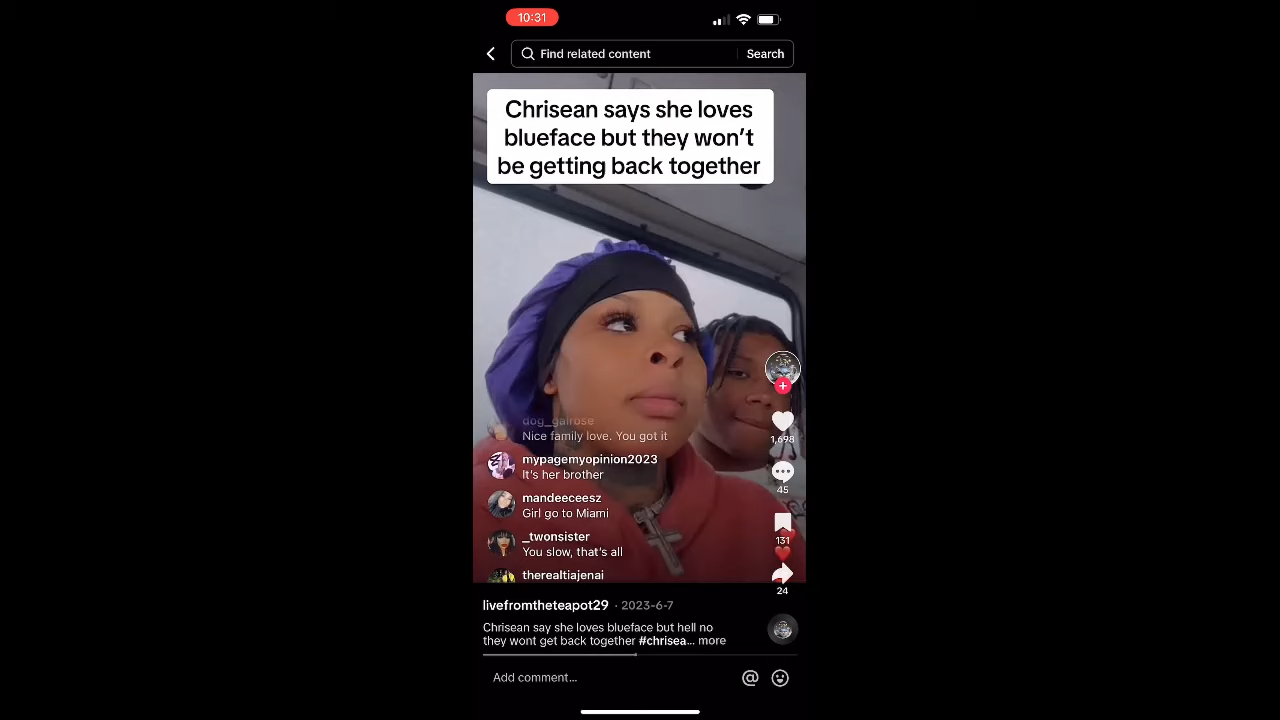 10:31
Find related content
Search
Chrisean says she loves
blueface but they won't
be getting back together
dog_galrose
Nice family love. You got it
mypagemyopinion2023
It's her brother
mandeeceesz
Girl go to Miami
_twonsister
You slow, that's all
therealtiajenai
1,698
45
131
24
livefromtheteapot29 · 2023-6-7
Chrisean say she loves blueface but hell no
they wont get back together #chrisea... more
Add comment...
@